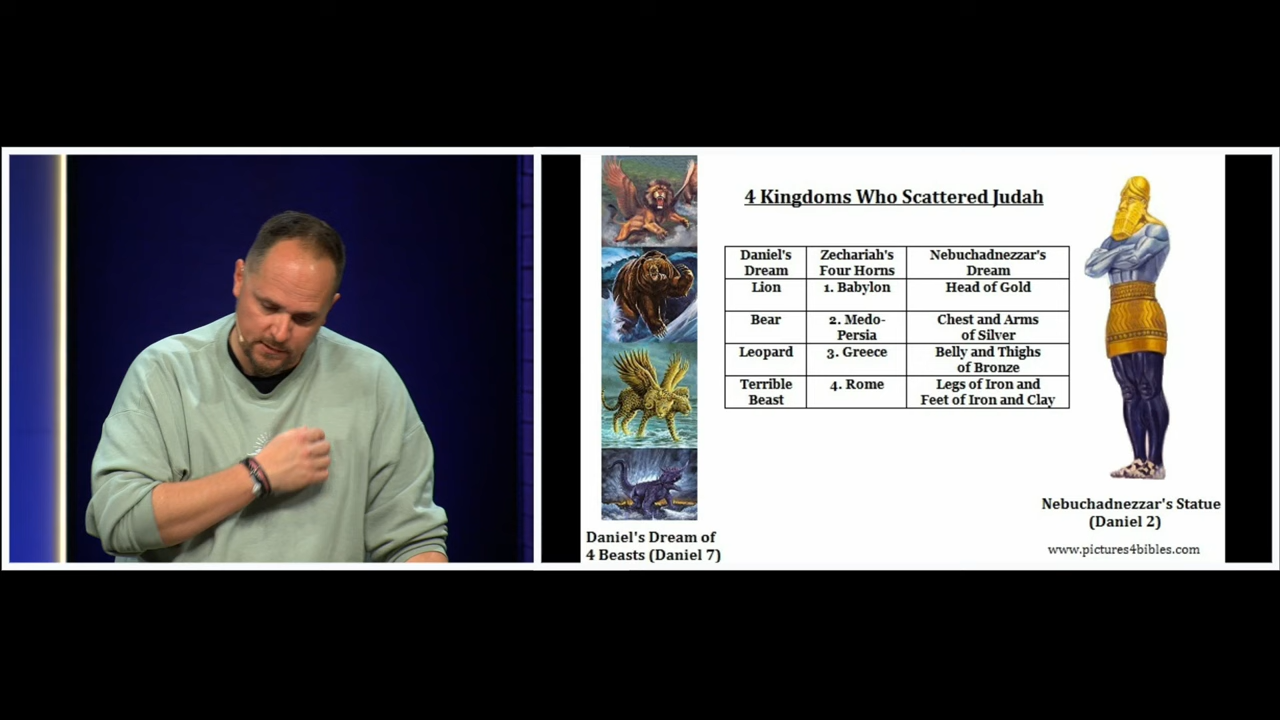 4 Kingdoms Who Scattered Judah
Daniel's
Dream
Zechariah's
Four Horns
Nebuchadnezzar's
Dream
Lion
1. Babylon
Head of Gold
Bear
2. Medo-
Persia
Chest and Arms
of Silver
Leopard
3. Greece
Belly and Thighs
of Bronze
Terrible
Beast
4. Rome
Legs of Iron and
Feet of Iron and Clay
Daniel's Dream of
4 Beasts (Daniel 7)
Nebuchadnezzar's Statue
(Daniel 2)
www.pictures4bibles.com